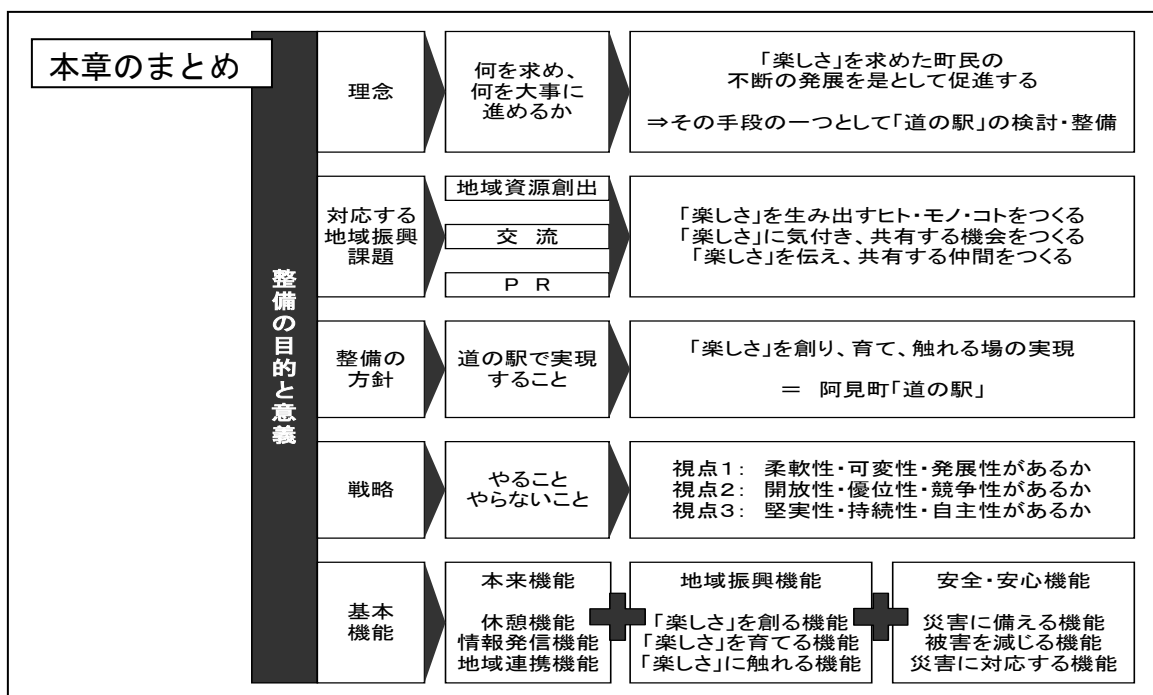 本章のまとめ
整備の目的と意義
理念
何を求め、
何を大事に
進めるか
「楽しさ」を求めた町民の
不断の発展を是として促進する
⇒その手段の一つとして「道の駅」の検討・整備
対応する
地域振興
課題
地域資源創出
交 流
P R
「楽しさ」を生み出すヒト・モノ・コトをつくる
「楽しさ」に気付き、共有する機会をつくる
「楽しさ」を伝え、共有する仲間をつくる
整備の
方針
道の駅で実現
すること
「楽しさ」を創り、育て、触れる場の実現
＝ 阿見町「道の駅」
戦略
やること
やらないこと
視点1： 柔軟性・可変性・発展性があるか
視点2： 開放性・優位性・競争性があるか
視点3： 堅実性・持続性・自主性があるか
基本
機能
本来機能
休憩機能
情報発信機能
地域連携機能
地域振興機能
「楽しさ」を創る機能
「楽しさ」を育てる機能
「楽しさ」に触れる機能
安全・安心機能
災害に備える機能
被害を減じる機能
災害に対応する機能